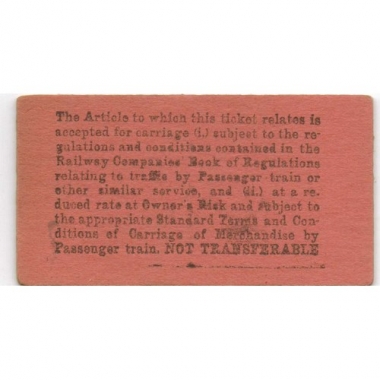 The Article to which this ticket relates is
accepted for carriage (i.) subject to the re-
gulations and conditions contained in the
Railway Companies Book of Regulations
relating to traffic by Passenger train or
other similar service, and (ii.) at a re-
duced rate at Owner's Risk and subject to
the appropriate Standard Terms and Con-
ditions of Carriage of Merchandise by
Passenger train. NOT TRANSFERABLE